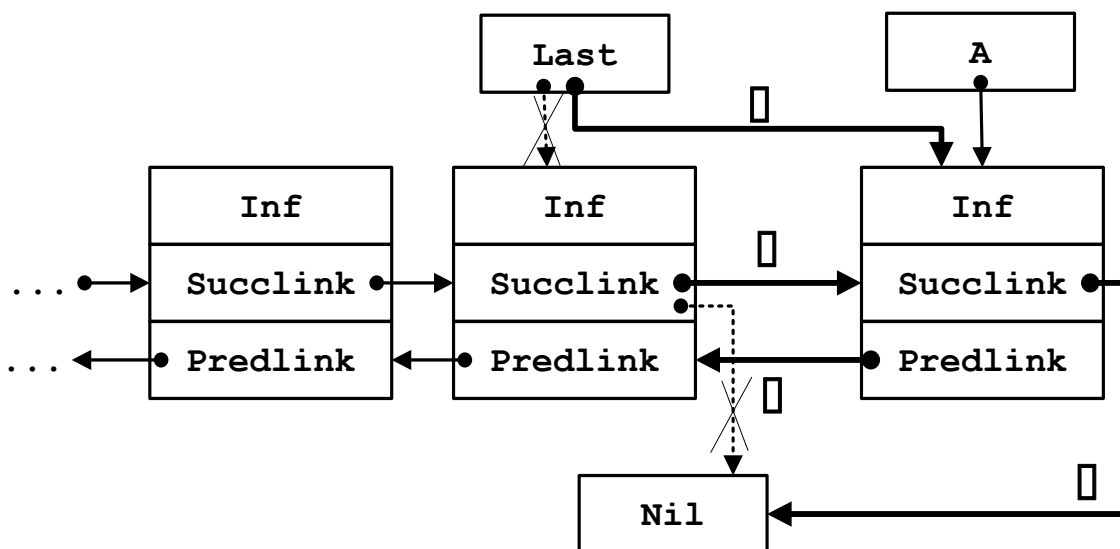 Last
A
Inf
Inf
Inf
... Succlink
Succlink
Succlink
... Predlink
Predlink
Predlink
Nil